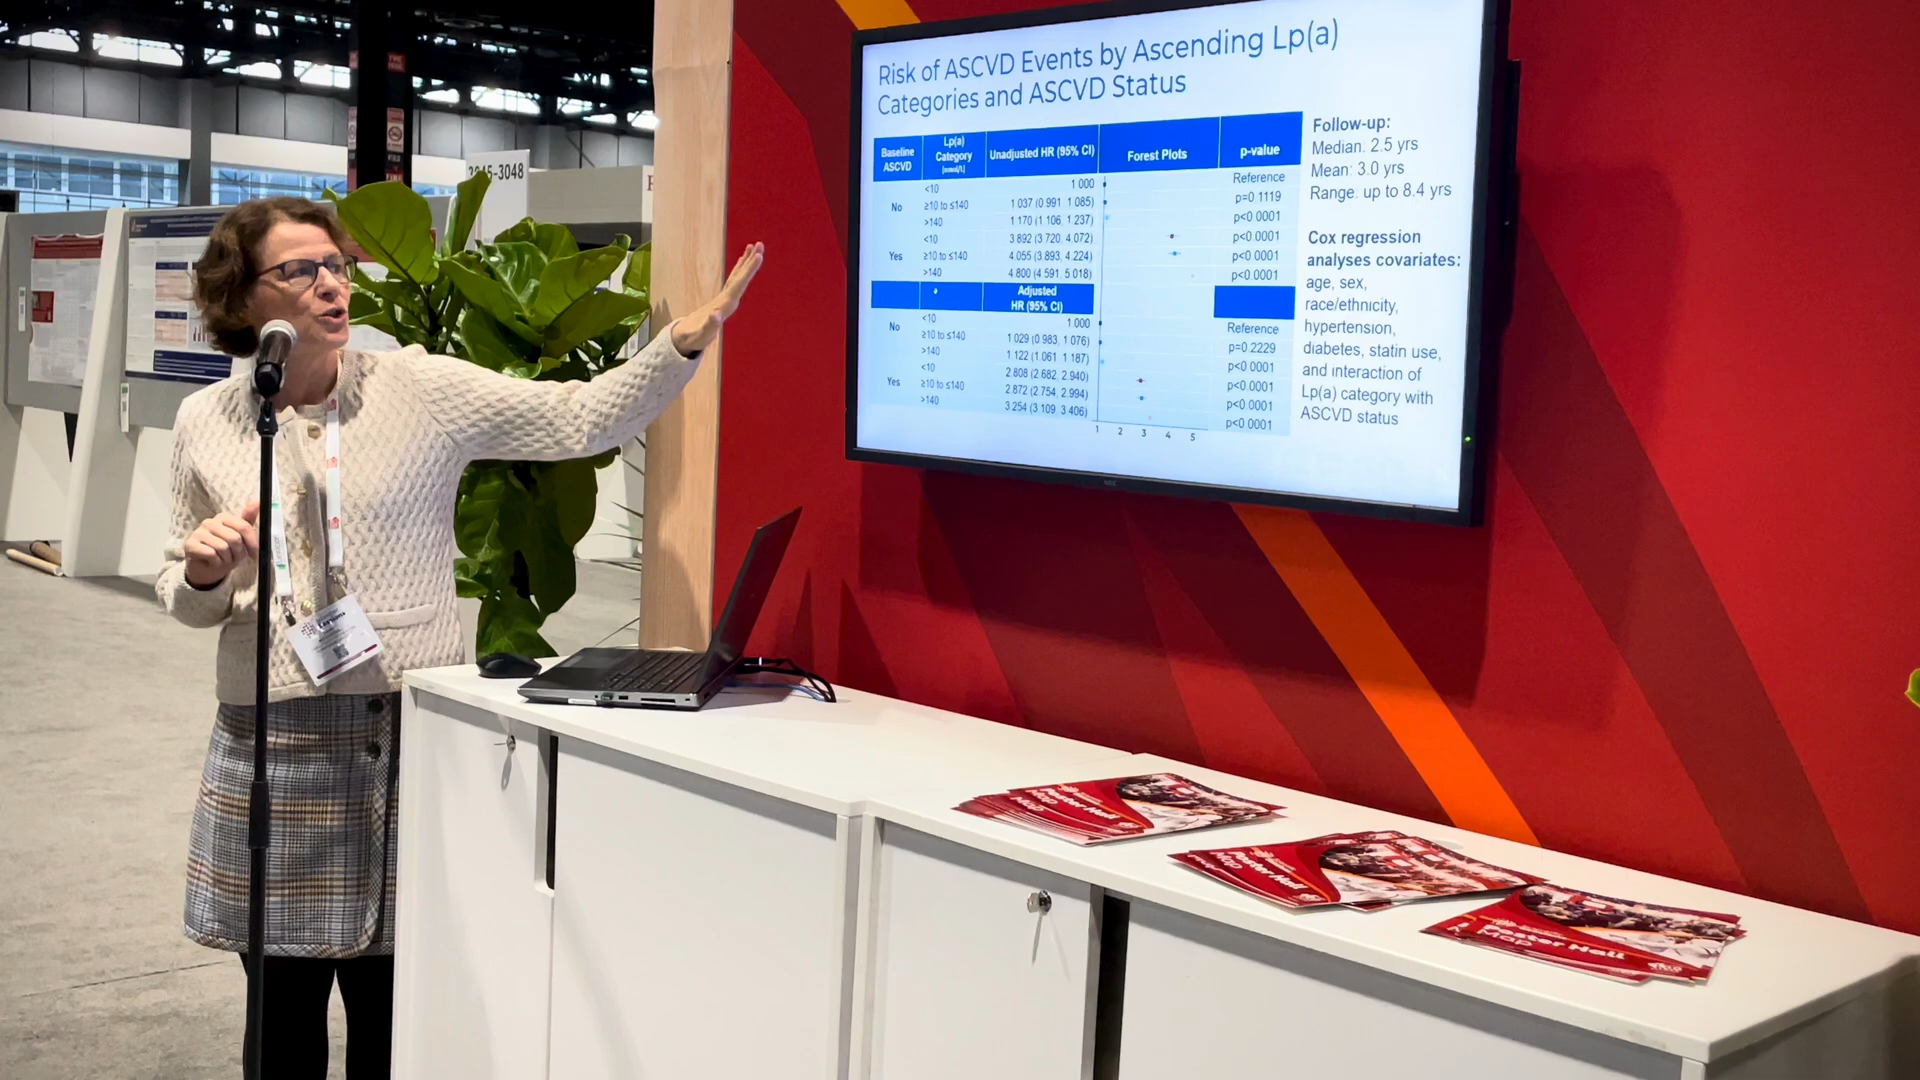 Risk of ASCVD Events by Ascending Lp(a)
Categories and ASCVD Status
Baseline ASCVD
Lp(a) Category [nmol/L]
Unadjusted HR (95% CI)
Forest Plots
p-value
No
<10
1 000
Reference
≥10 to ≤140
1 037 (0 991 1 085)
p=0 1119
>140
1 170 (1 106, 1 237)
p<0 0001
Yes
<10
3 892 (3 720, 4 072)
p<0 0001
≥10 to ≤140
4 055 (3 893, 4 224)
p<0 0001
>140
4 800 (4 591, 5 018)
p<0 0001
Adjusted
HR (95% CI)
No
<10
1 000
Reference
≥10 to ≤140
1 029 (0 983, 1 076)
p=0.2229
>140
1 122 (1 061 1 187)
p<0 0001
Yes
<10
2 808 (2 682, 2 940)
p<0 0001
≥10 to ≤140
2 872 (2 754, 2 994)
p<0 0001
>140
3 254 (3 109 3 406)
p<0 0001
1 2 3 4 5
Follow-up:
Median: 2.5 yrs
Mean: 3.0 yrs
Range. up to 8.4 yrs
Cox regression
analyses covariates:
age, sex,
race/ethnicity,
hypertension,
diabetes, statin use,
and interaction of
Lp(a) category with
ASCVD status
NEC
-3048
Poster Hall
Map
Poster Hall
Map
Poster Hall
Map